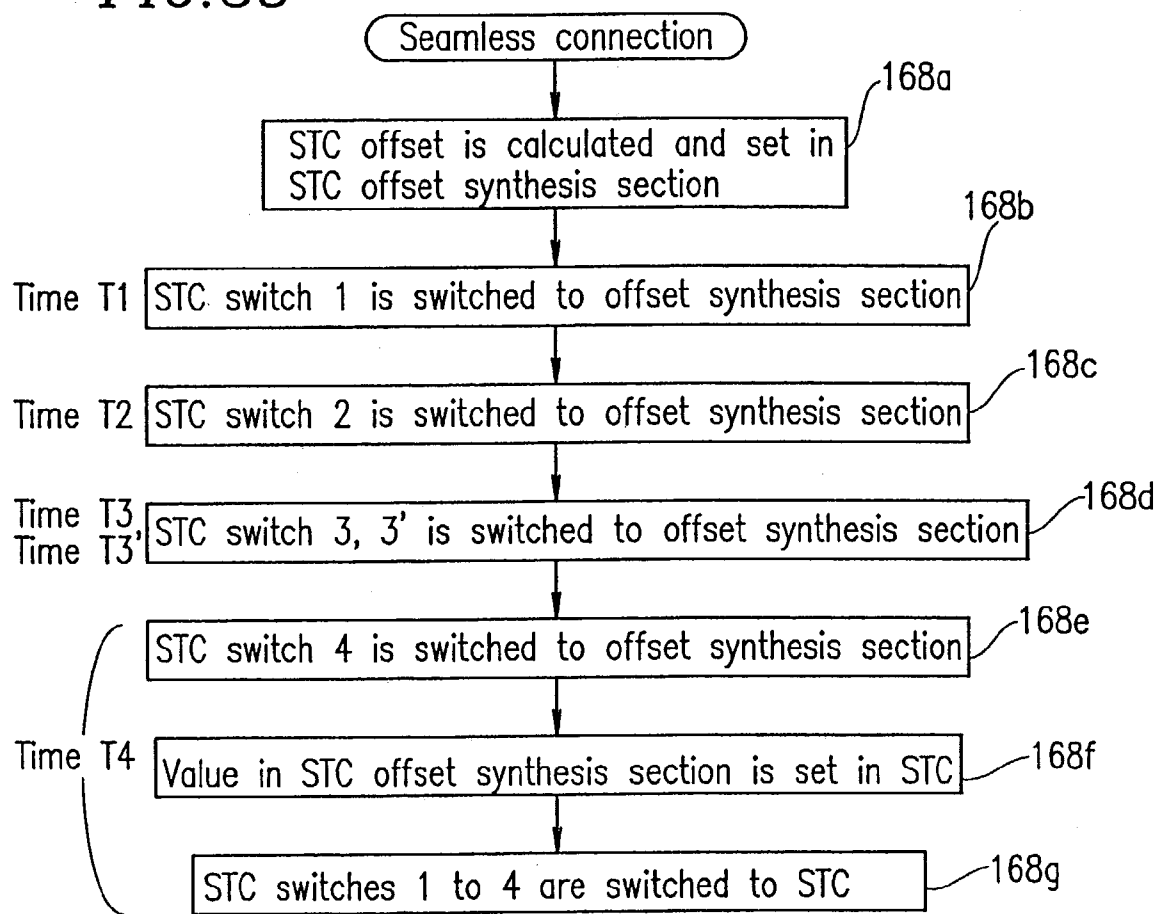 Seamless connection
168a
STC offset is calculated and set in
STC offset synthesis section
168b
Time T1 STC switch 1 is switched to offset synthesis section
168c
Time T2 STC switch 2 is switched to offset synthesis section
168d
Time T3
Time T3'
STC switch 3, 3' is switched to offset synthesis section
168e
STC switch 4 is switched to offset synthesis section
Time T4
168f
Value in STC offset synthesis section is set in STC
168g
STC switches 1 to 4 are switched to STC